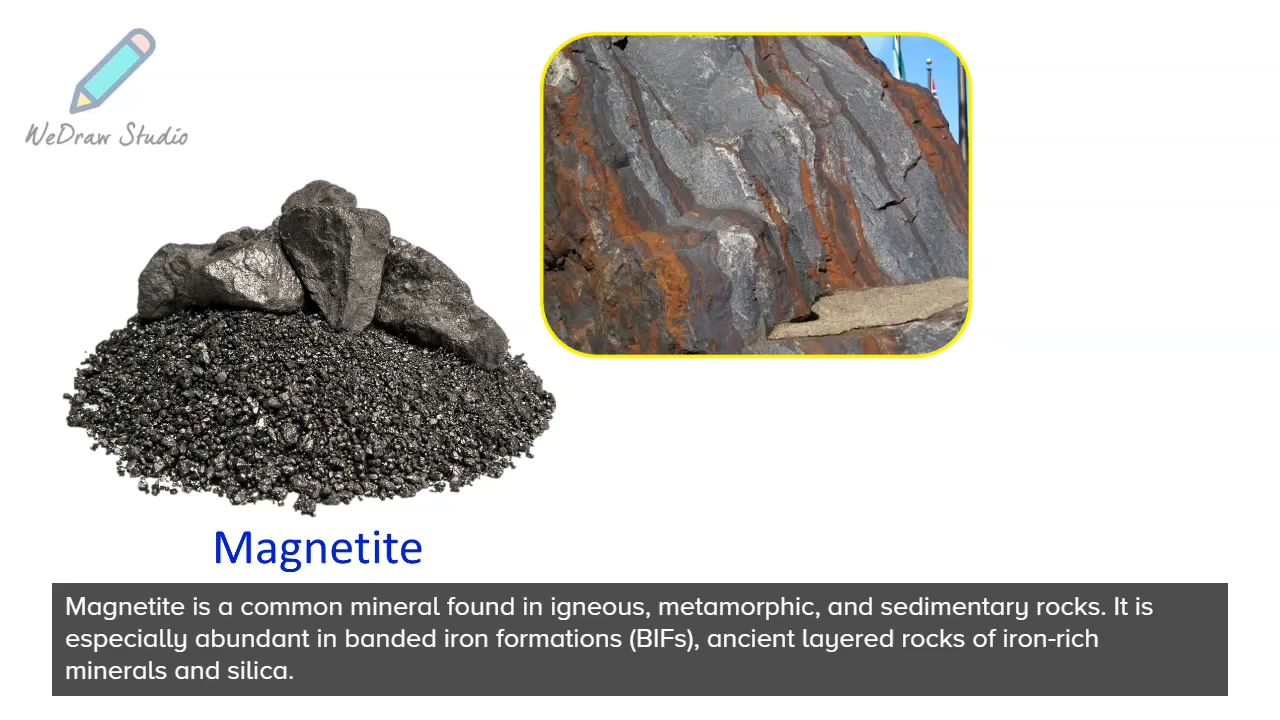 WeDraw Studio
Magnetite
Magnetite is a common mineral found in igneous, metamorphic, and sedimentary rocks. It is
especially abundant in banded iron formations (BIFs), ancient layered rocks of iron-rich
minerals and silica.